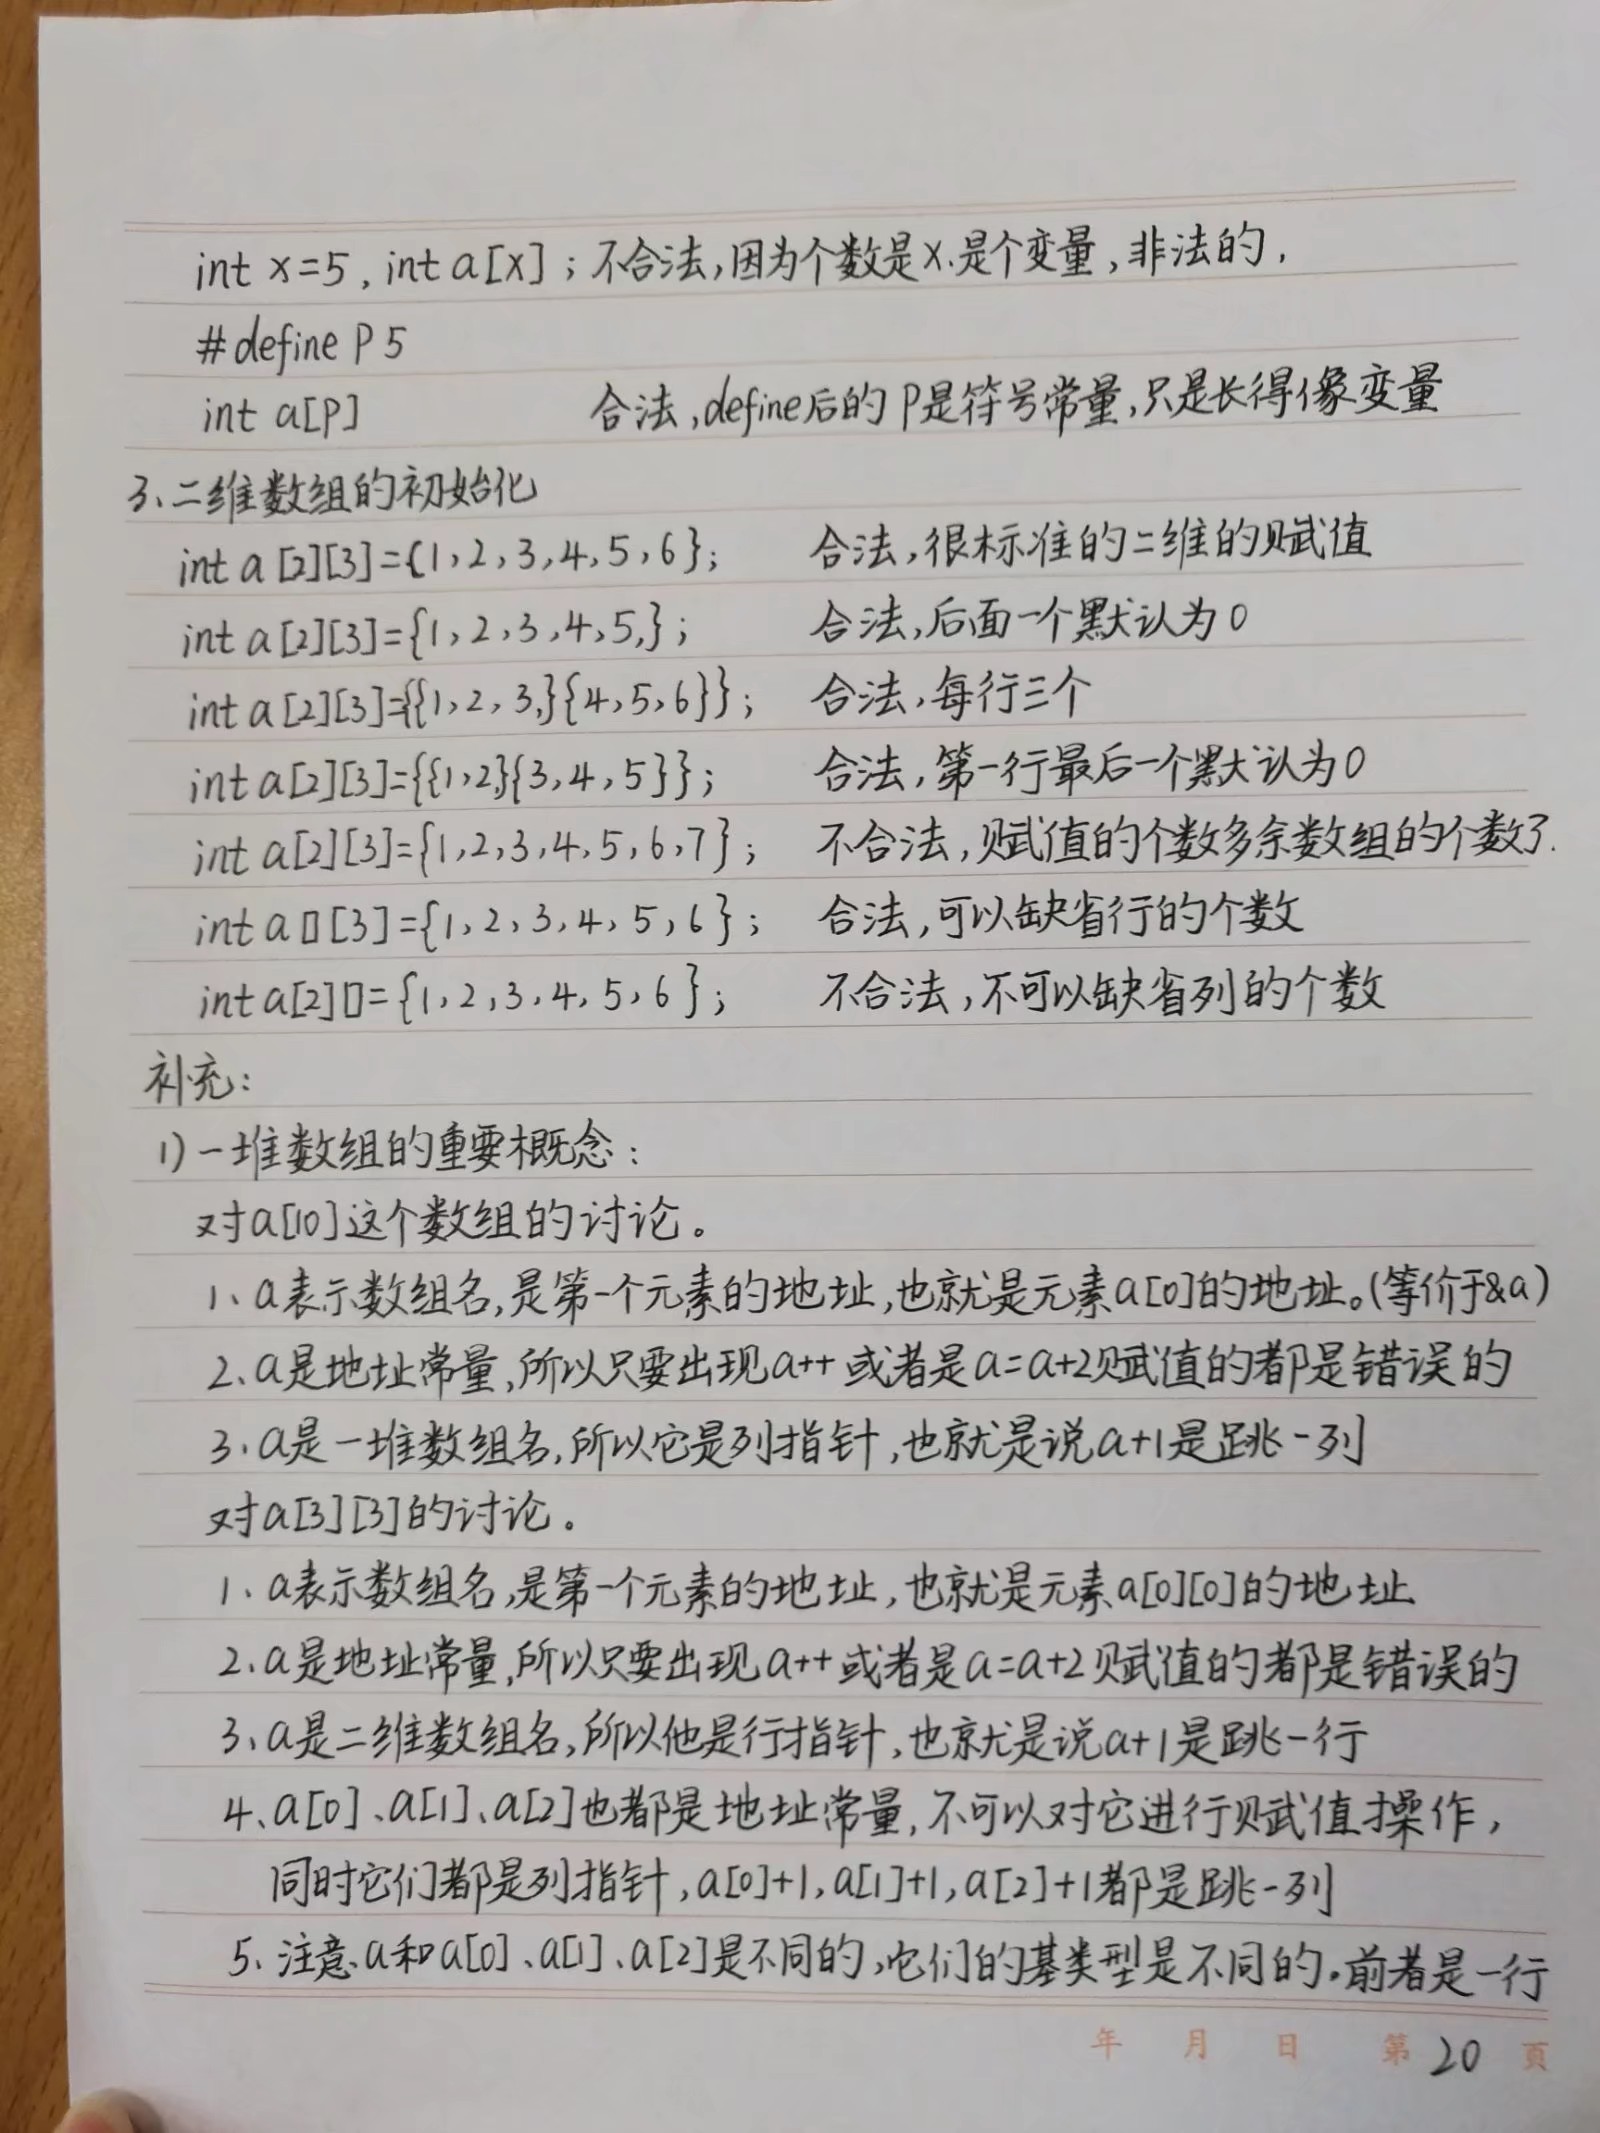 int x=5, int a[x]; 不合法,因为个数是x.是个变量,非法的,
#define P 5
int a[P] 合法,define后的P是符号常量,只是长得像变量
3、二维数组的初始化
int a[2][3]={1,2,3,4,5,6}; 合法,很标准的二维的赋值
int a[2][3]={1,2,3,4,5,}; 合法,后面一个默认为0
int a[2][3]={{1,2,3,}{4,5,6}}; 合法,每行三个
int a[2][3]={{1,2,}{3,4,5}}; 合法,第一行最后一个默认为0
int a[2][3]={1,2,3,4,5,6,7}; 不合法,赋值的个数多余数组的个数了.
int a[][3]={1,2,3,4,5,6}; 合法,可以缺省行的个数
int a[2][]={1,2,3,4,5,6}; 不合法,不可以缺省列的个数
补充:
1)一堆数组的重要概念:
对a[10]这个数组的讨论。
1、a表示数组名,是第一个元素的地址,也就是元素a[0]的地址。(等价于&a)
2、a是地址常量,所以只要出现a++或者是a=a+2赋值的都是错误的
3、a是一堆数组名,所以它是列指针,也就是说a+1是跳一列
对a[3][3]的讨论。
1、a表示数组名,是第一个元素的地址,也就是元素a[0][0]的地址
2、a是地址常量,所以只要出现a++或者是a=a+2赋值的都是错误的
3、a是二维数组名,所以他是行指针,也就是说a+1是跳一行
4、a[0]、a[1]、a[2]也都是地址常量,不可以对它进行赋值操作,
同时它们都是列指针,a[0]+1,a[1]+1,a[2]+1都是跳一列
5、注意、a和a[0]、a[1]、a[2]是不同的,它们的基类型是不同的。前者是一行
年 月 日 第20頁